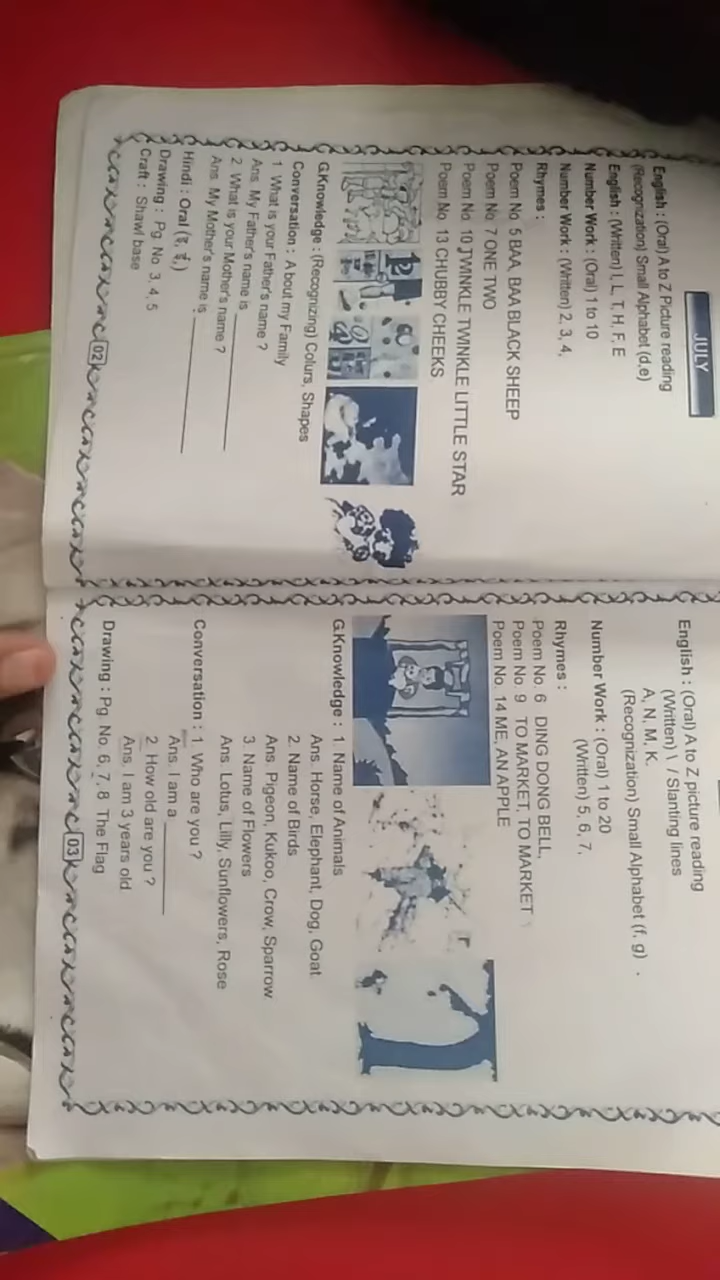 JULY
English : (Oral) A to Z Picture reading
(Recognization) Small Alphabet (d,e)
English : (Written) I, L, T, H, F, E
Number Work : (Oral) 1 to 10
Number Work : (Written) 2, 3, 4,
Rhymes :
Poem No. 5 BAA, BAA BLACK SHEEP
Poem No. 7 ONE TWO
Poem No. 10 TWINKLE TWINKLE LITTLE STAR
Poem No. 13 CHUBBY CHEEKS
G.Knowledge : (Recognizing) Colurs, Shapes
Conversation : A bout my Family
1 What is your Father's name ?
Ans. My Father's name is
2 What is your Mother's name ?
Ans. My Mother's name is
Hindi : Oral
Drawing : Pg. No 3, 4, 5
Craft : Shawl base
02
English : (Oral) A to Z picture reading
(Written) \ / Slanting lines
A, N, M, K.
(Recognization) Small Alphabet (f, g)
Number Work : (Oral) 1 to 20
(Written) 5, 6, 7,
Rhymes :
Poem No. 6 DING DONG BELL,
Poem No. 9 TO MARKET, TO MARKET
Poem No. 14 ME, AN APPLE
G.Knowledge : 1. Name of Animals
Ans. Horse, Elephant, Dog, Goat
2. Name of Birds
Ans. Pigeon, Kukoo, Crow, Sparrow
3. Name of Flowers
Ans. Lotus, Lilly, Sunflowers, Rose
Conversation : 1. Who are you ?
Ans. I am a
2. How old are you ?
Ans. I am 3 years old
Drawing : Pg. No. 6, 7, 8 The Flag
03